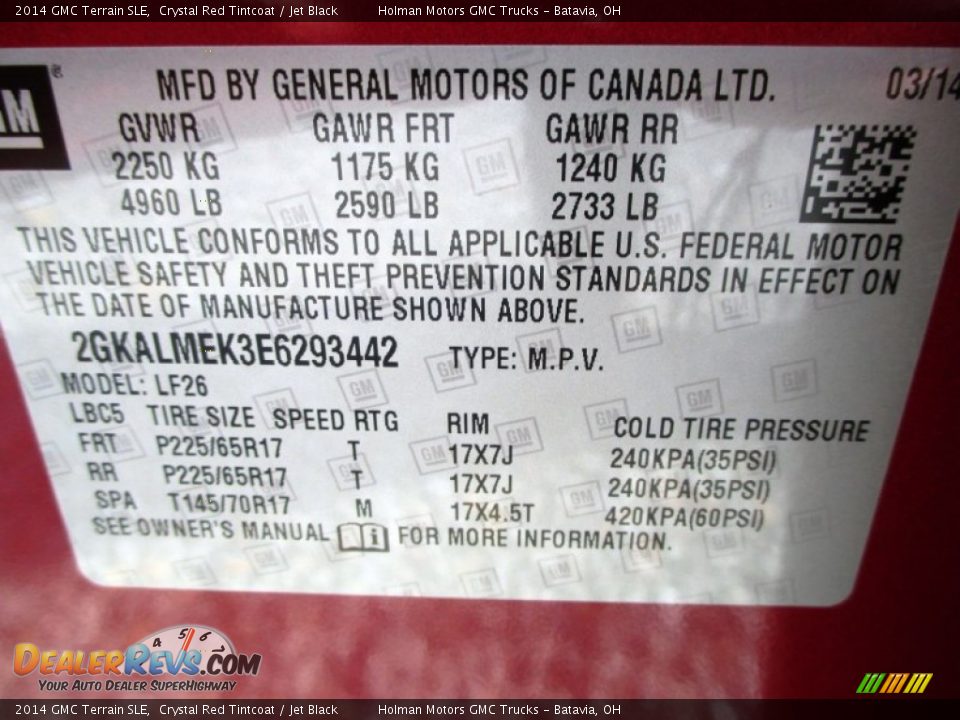 2014 GMC Terrain SLE, Crystal Red Tintcoat / Jet Black Holman Motors GMC Trucks - Batavia, OH
GM
MFD BY GENERAL MOTORS OF CANADA LTD. 03/14
GVWR GAWR FRT GAWR RR
2250 KG 1175 KG 1240 KG
4960 LB 2590 LB 2733 LB
THIS VEHICLE CONFORMS TO ALL APPLICABLE U.S. FEDERAL MOTOR
VEHICLE SAFETY AND THEFT PREVENTION STANDARDS IN EFFECT ON
THE DATE OF MANUFACTURE SHOWN ABOVE.
2GKALMEK3E6293442 TYPE: M.P.V.
MODEL: LF26
LBC5 TIRE SIZE SPEED RTG RIM COLD TIRE PRESSURE
FRT P225/65R17 T 17X7J 240KPA(35PSI)
RR P225/65R17 T 17X7J 240KPA(35PSI)
SPA T145/70R17 M 17X4.5T 420KPA(60PSI)
SEE OWNER'S MANUAL i FOR MORE INFORMATION.
4 5 6
DEALERREVS.COM
YOUR AUTO DEALER SUPERHIGHWAY
2014 GMC Terrain SLE, Crystal Red Tintcoat / Jet Black Holman Motors GMC Trucks - Batavia, OH